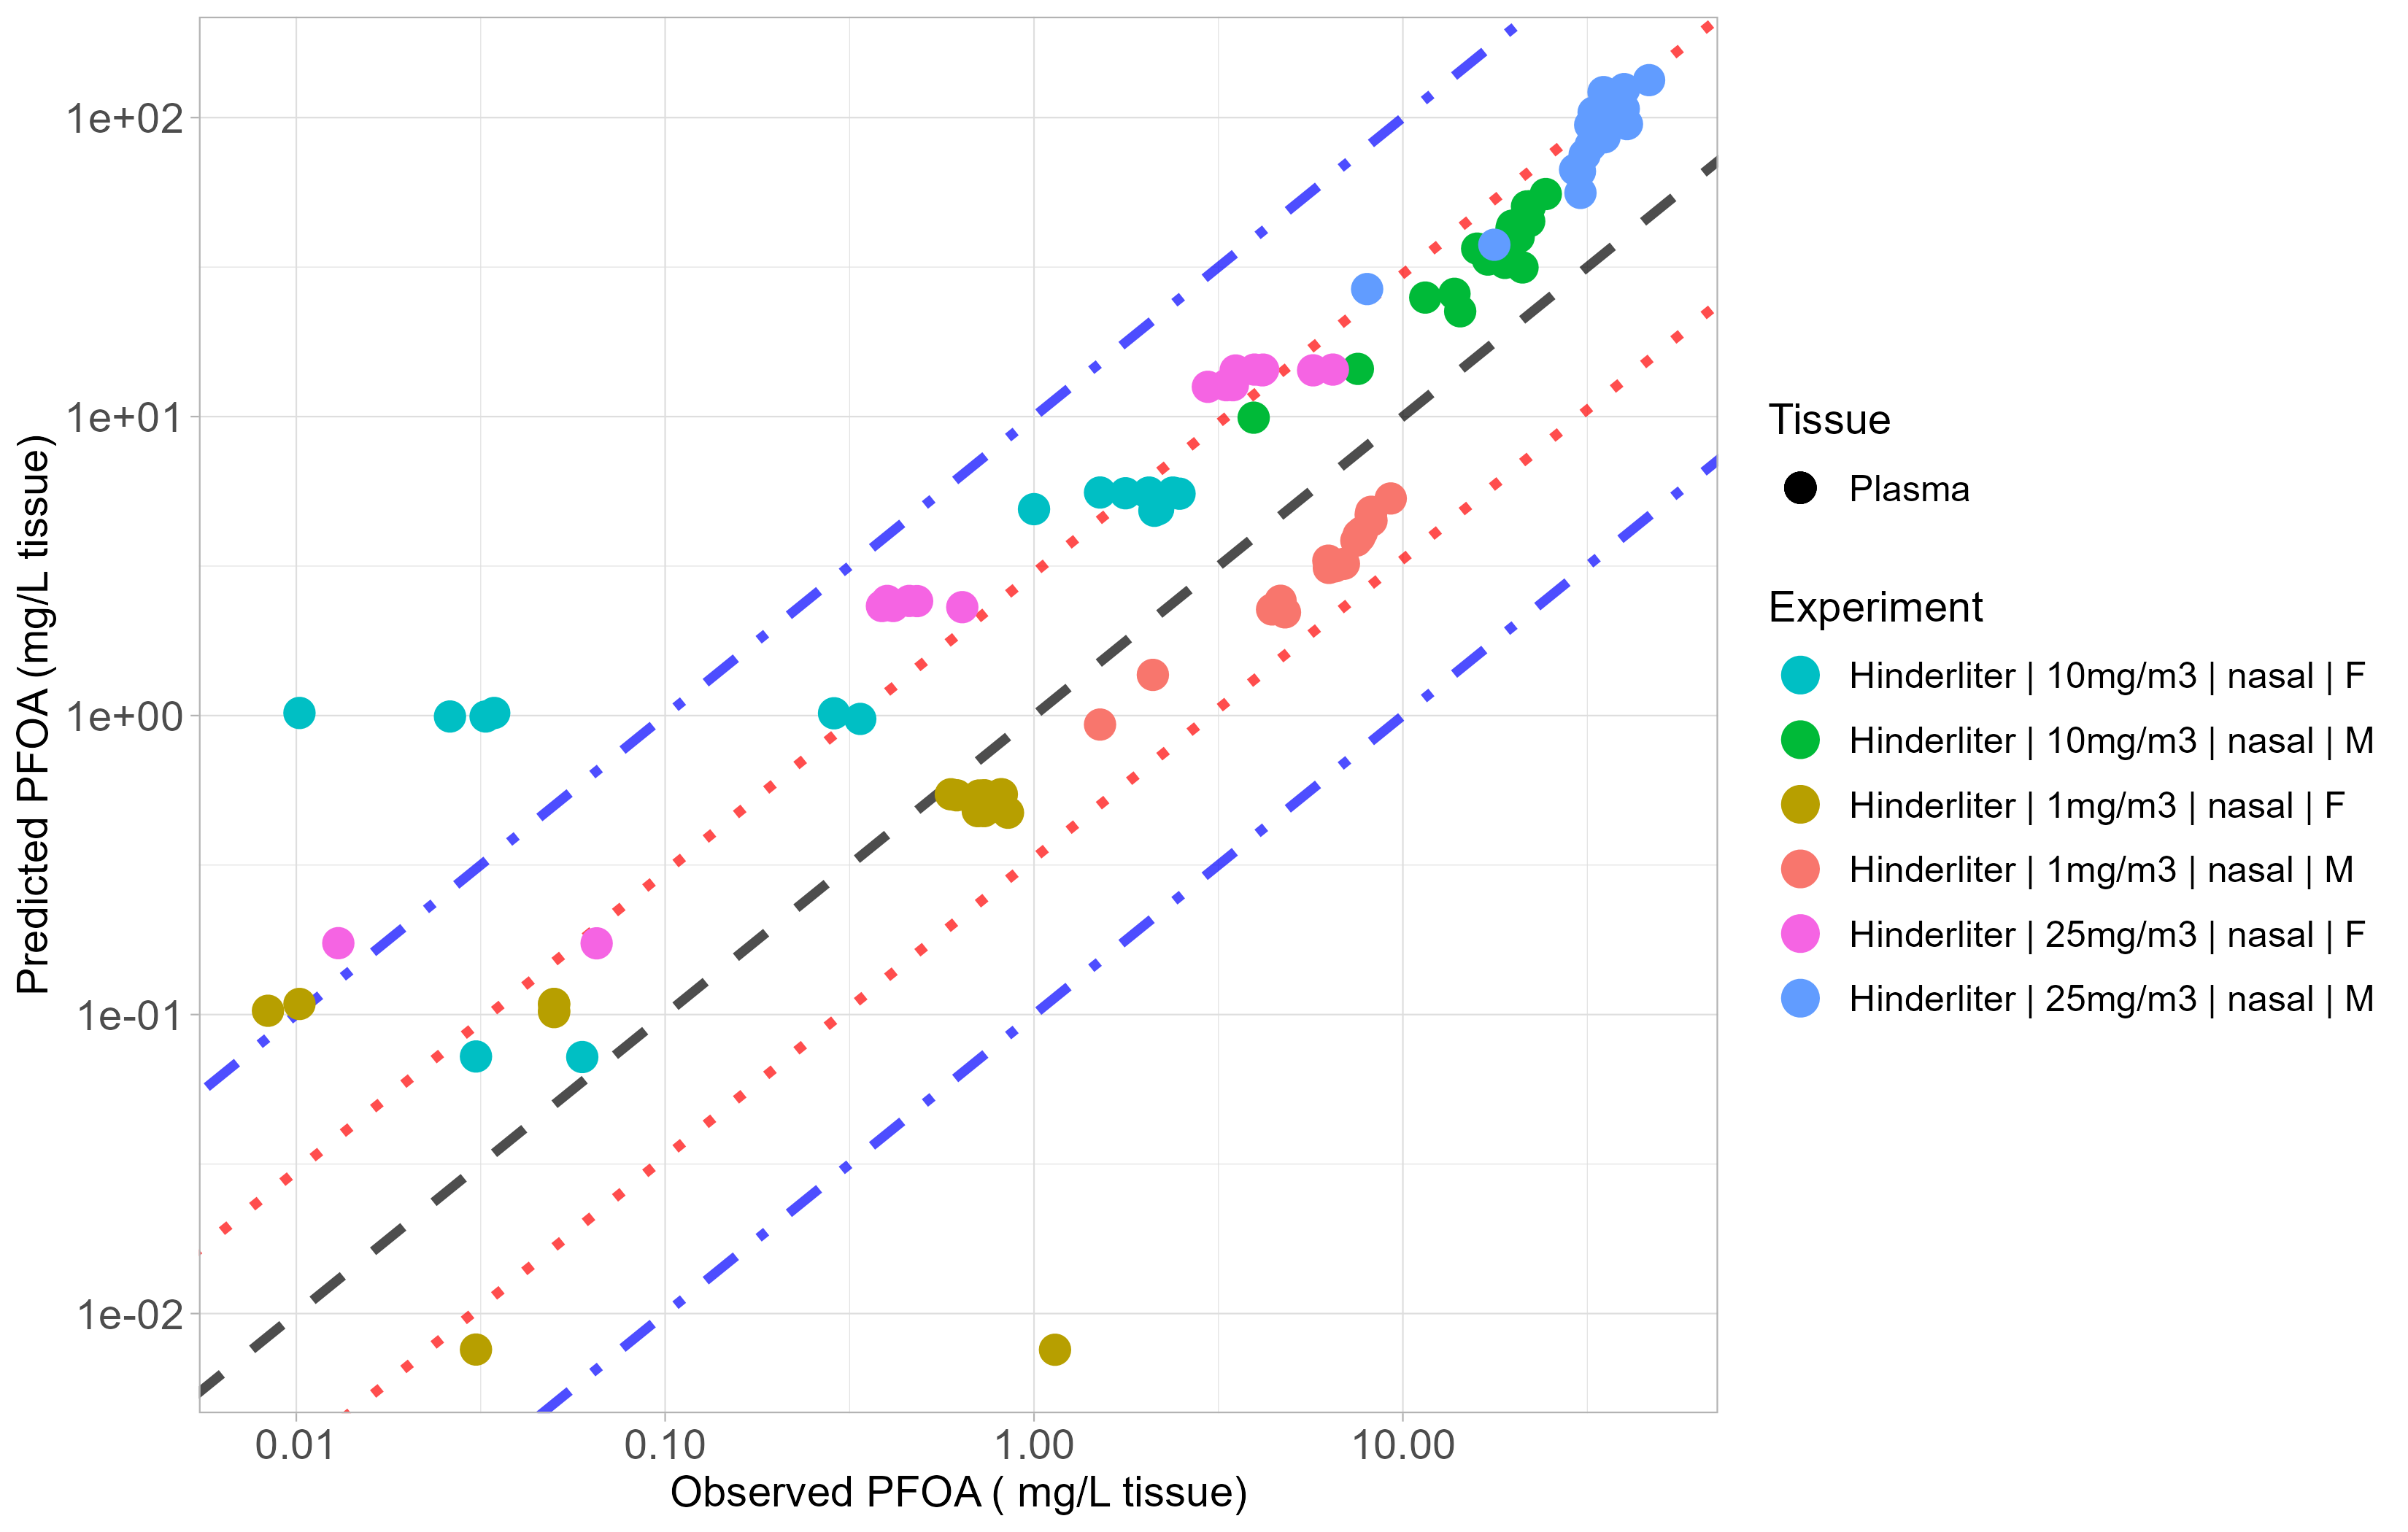 Predicted PFOA (mg/L tissue)
1e+02
1e+01
1e+00
1e-01
1e-02
0.01
0.10
1.00
10.00
Observed PFOA ( mg/L tissue)
Tissue
Plasma
Experiment
Hinderliter | 10mg/m3 | nasal | F
Hinderliter | 10mg/m3 | nasal | M
Hinderliter | 1mg/m3 | nasal | F
Hinderliter | 1mg/m3 | nasal | M
Hinderliter | 25mg/m3 | nasal | F
Hinderliter | 25mg/m3 | nasal | M